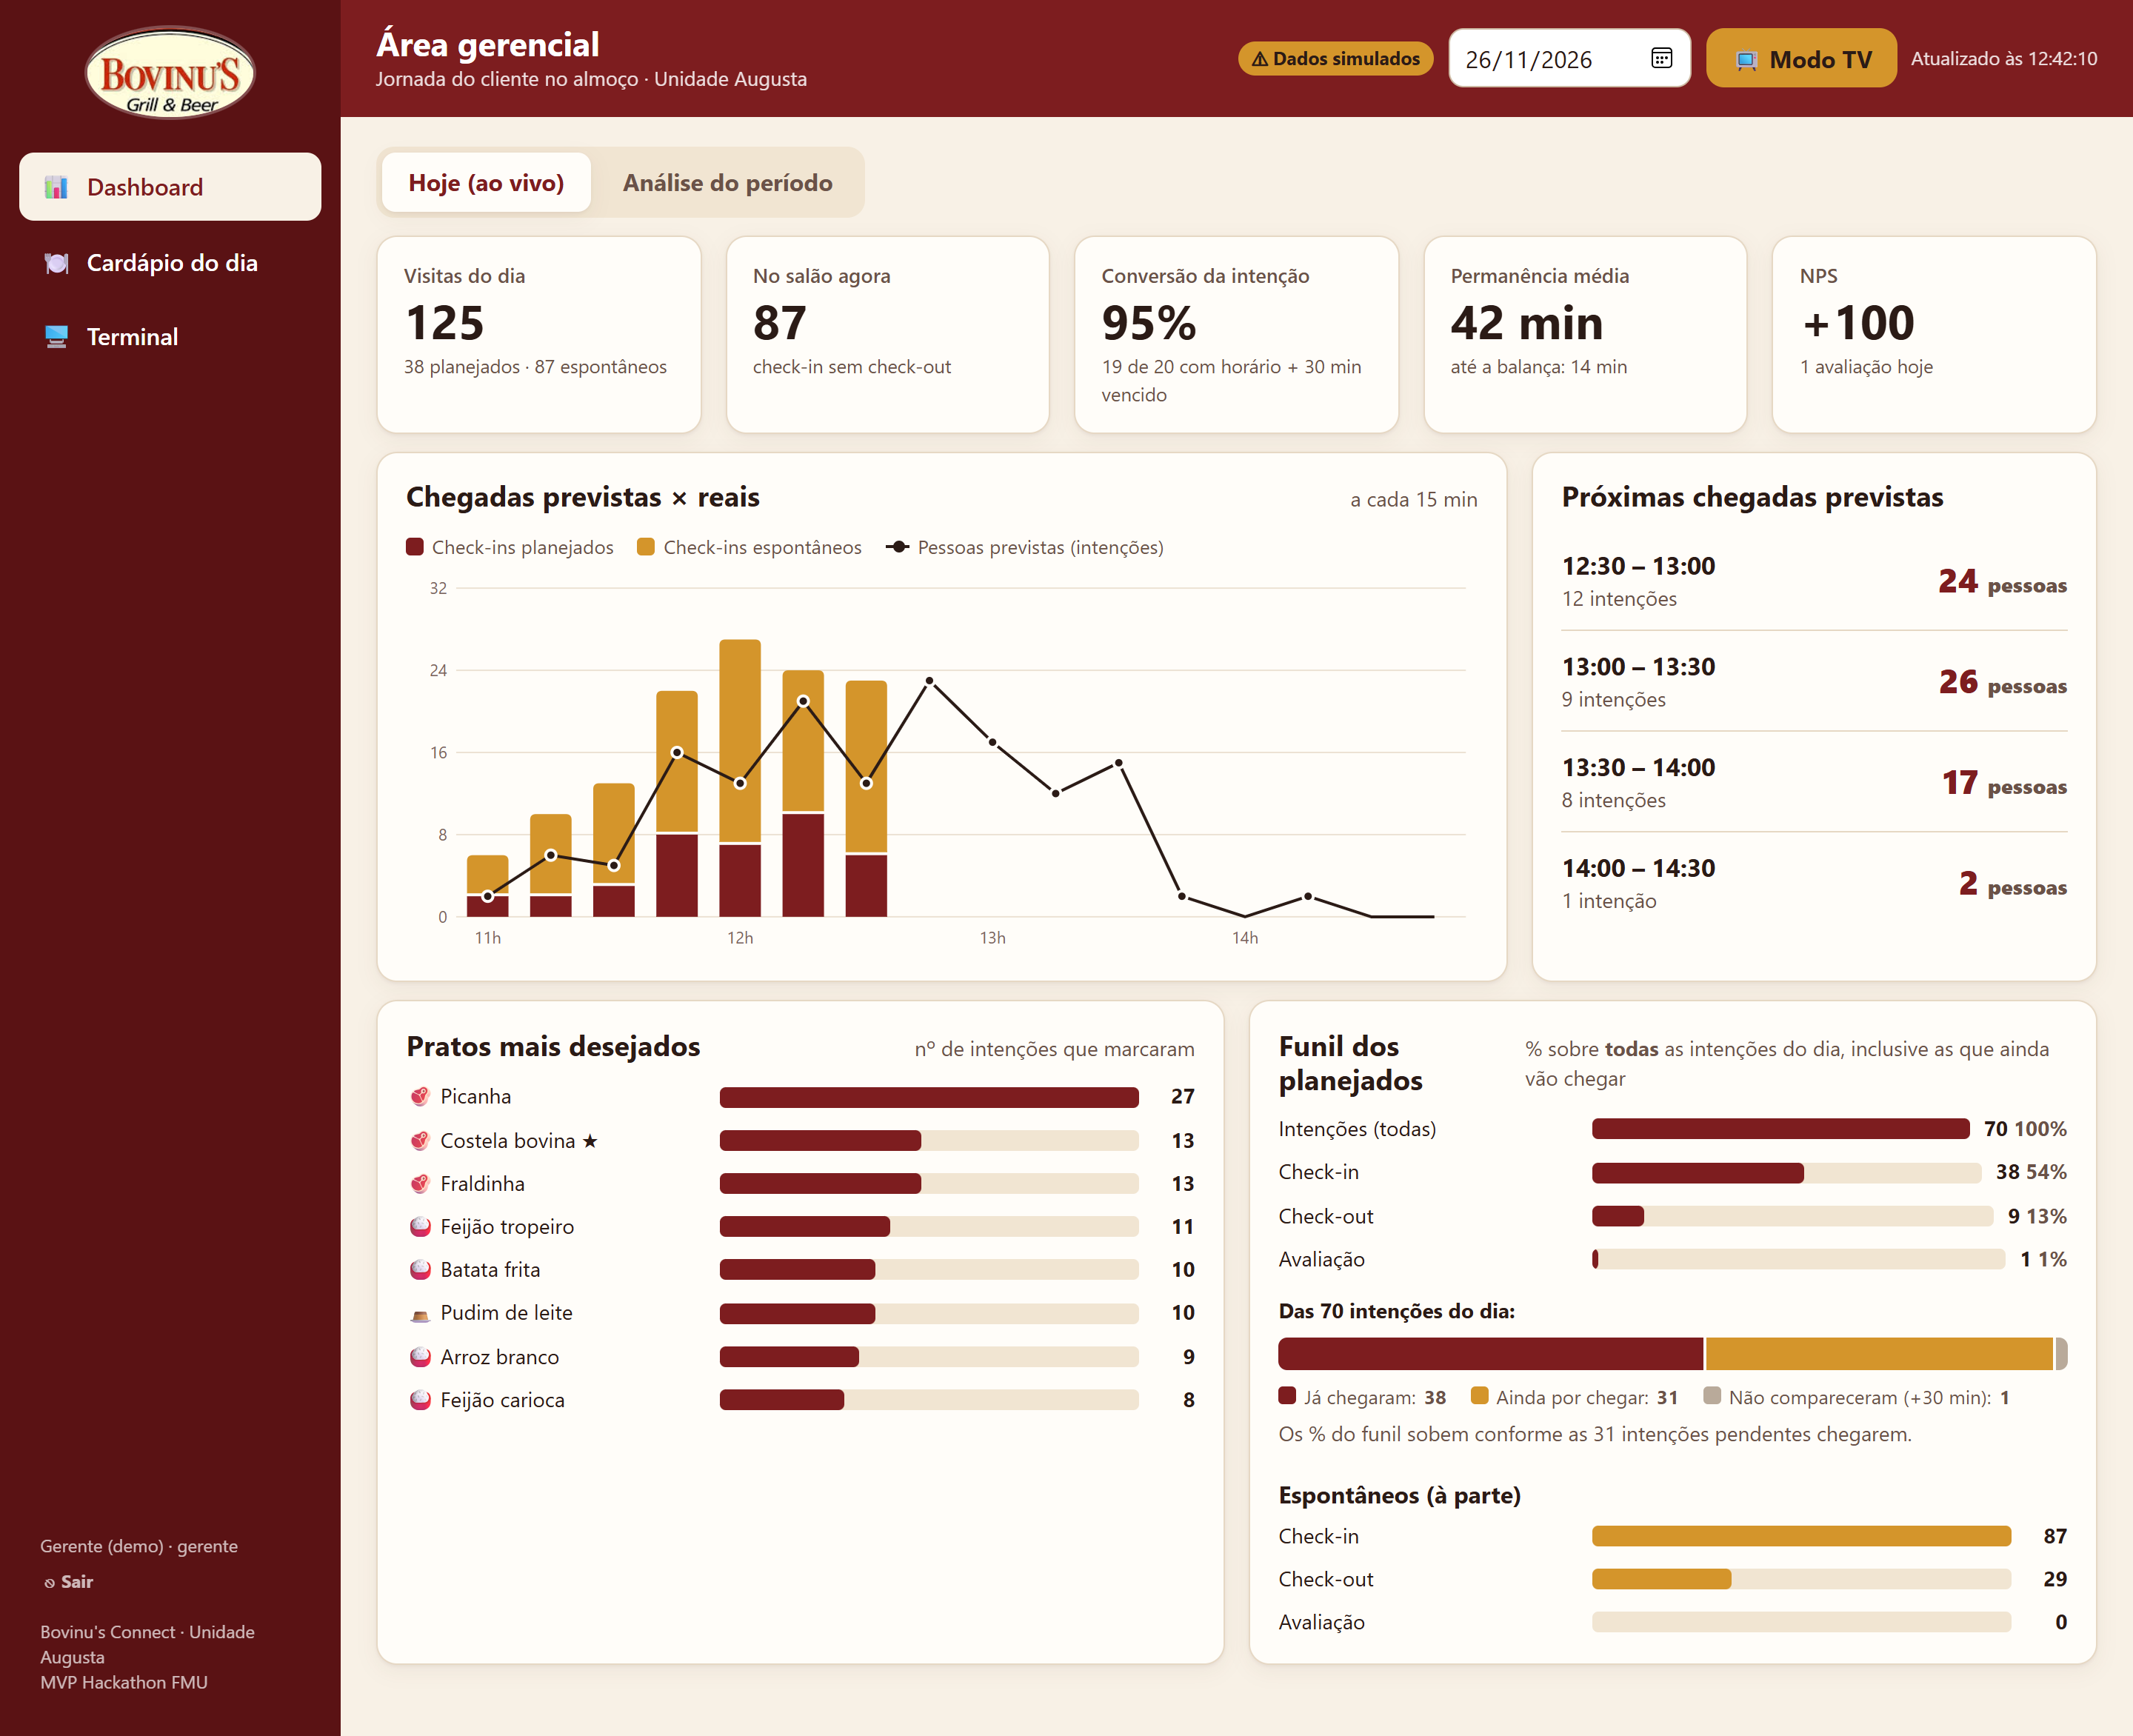 BOVINU'S
Grill & Beer
Dashboard
Cardápio do dia
Terminal
Gerente (demo) · gerente
Sair
Bovinu's Connect · Unidade
Augusta
MVP Hackathon FMU
Área gerencial
Jornada do cliente no almoço · Unidade Augusta
⚠ Dados simulados
26/11/2026
Modo TV
Atualizado às 12:42:10
Hoje (ao vivo)
Análise do período
Visitas do dia
125
38 planejados · 87 espontâneos
No salão agora
87
check-in sem check-out
Conversão da intenção
95%
19 de 20 com horário + 30 min
vencido
Permanência média
42 min
até a balança: 14 min
NPS
+100
1 avaliação hoje
Chegadas previstas × reais
a cada 15 min
Check-ins planejados
Check-ins espontâneos
Pessoas previstas (intenções)
32
24
16
8
0
11h
12h
13h
14h
Próximas chegadas previstas
12:30 – 13:00
12 intenções
24 pessoas
13:00 – 13:30
9 intenções
26 pessoas
13:30 – 14:00
8 intenções
17 pessoas
14:00 – 14:30
1 intenção
2 pessoas
Pratos mais desejados
nº de intenções que marcaram
Picanha 27
Costela bovina ★ 13
Fraldinha 13
Feijão tropeiro 11
Batata frita 10
Pudim de leite 10
Arroz branco 9
Feijão carioca 8
Funil dos
planejados
% sobre todas as intenções do dia, inclusive as que ainda
vão chegar
Intenções (todas) 70 100%
Check-in 38 54%
Check-out 9 13%
Avaliação 1 1%
Das 70 intenções do dia:
Já chegaram: 38
Ainda por chegar: 31
Não compareceram (+30 min): 1
Os % do funil sobem conforme as 31 intenções pendentes chegarem.
Espontâneos (à parte)
Check-in 87
Check-out 29
Avaliação 0